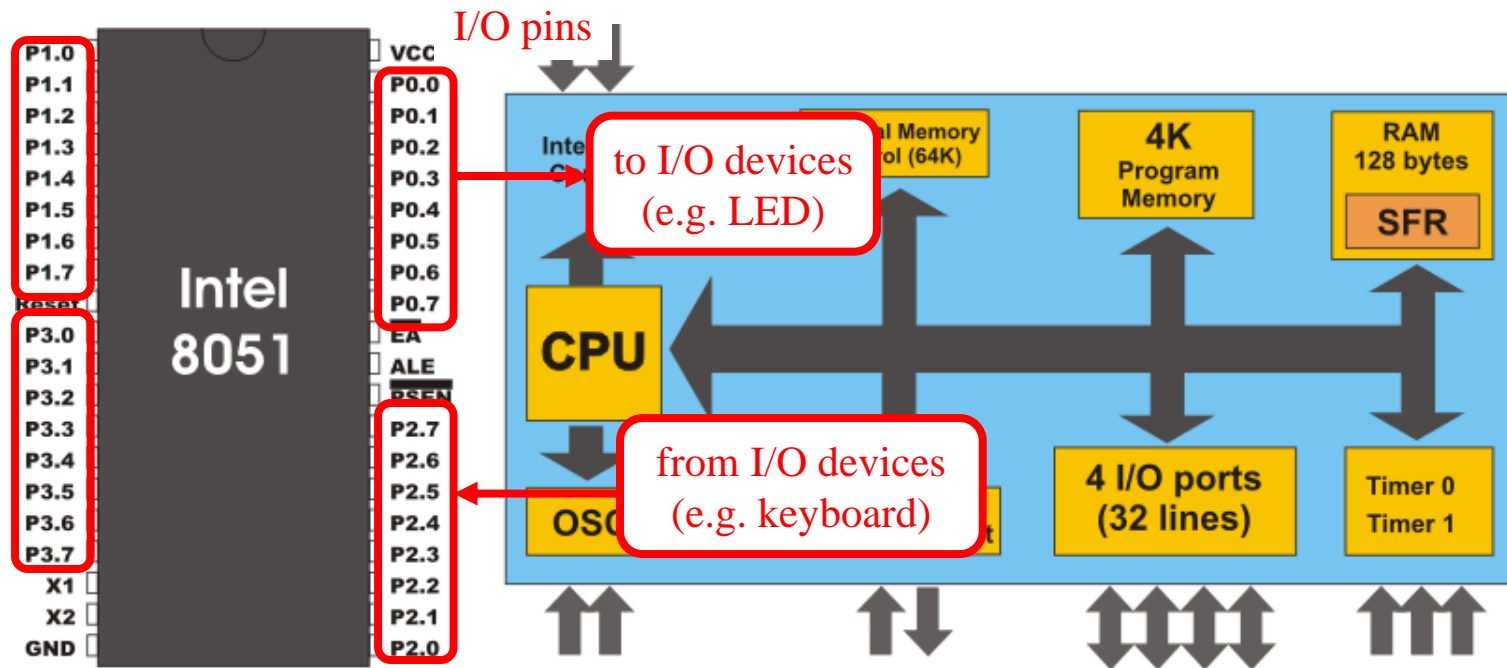 I/O pins
P1.0
P1.1
P1.2
P1.3
P1.4
P1.5
P1.6
P1.7
Reset
P3.0
P3.1
P3.2
P3.3
P3.4
P3.5
P3.6
P3.7
X1
X2
GND
Intel
8051
VCC
P0.0
P0.1
P0.2
P0.3
P0.4
P0.5
P0.6
P0.7
EA
ALE
PSEN
P2.7
P2.6
P2.5
P2.4
P2.3
P2.2
P2.1
P2.0
to I/O devices
(e.g. LED)
from I/O devices
(e.g. keyboard)
Memory
(64K)
4K
Program
Memory
RAM
128 bytes
SFR
CPU
OSC
4 I/O ports
(32 lines)
Timer 0
Timer 1